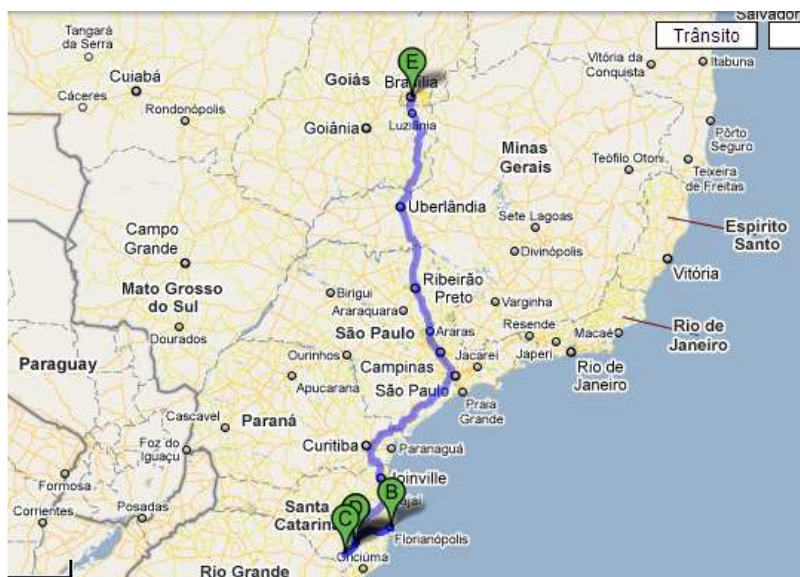 Salvador
Trânsito
Tangará
da Serra
Cuiabá
Cáceres
Rondonópolis
Goiás
E
Brasília
Luziânia
Goiânia
Vitória da
Conquista
Itabuna
Pôrto
Seguro
Minas
Gerais
Teófilo Otoni
Teixeira
de Freitas
Uberlândia
Sete Lagoas
Divinópolis
Espírito
Santo
Vitória
Campo
Grande
Mato Grosso
do Sul
Dourados
Birigui
Araraquara
Ribeirão
Preto
Varginha
São Paulo
Araras
Resende
Macaé
Rio de
Janeiro
Ourinhos
Campinas
Jacareí
Japeri
Rio de
Janeiro
Paraguay
Apucarana
São Paulo
Praia
Grande
Cascavel
Paraná
Foz do
Iguaçu
Curitiba
Paranaguá
Formosa
Joinville
Posadas
Corrientes
Santa
Catarina
D
B
C
Florianópolis
Criciúma
Rio Grande